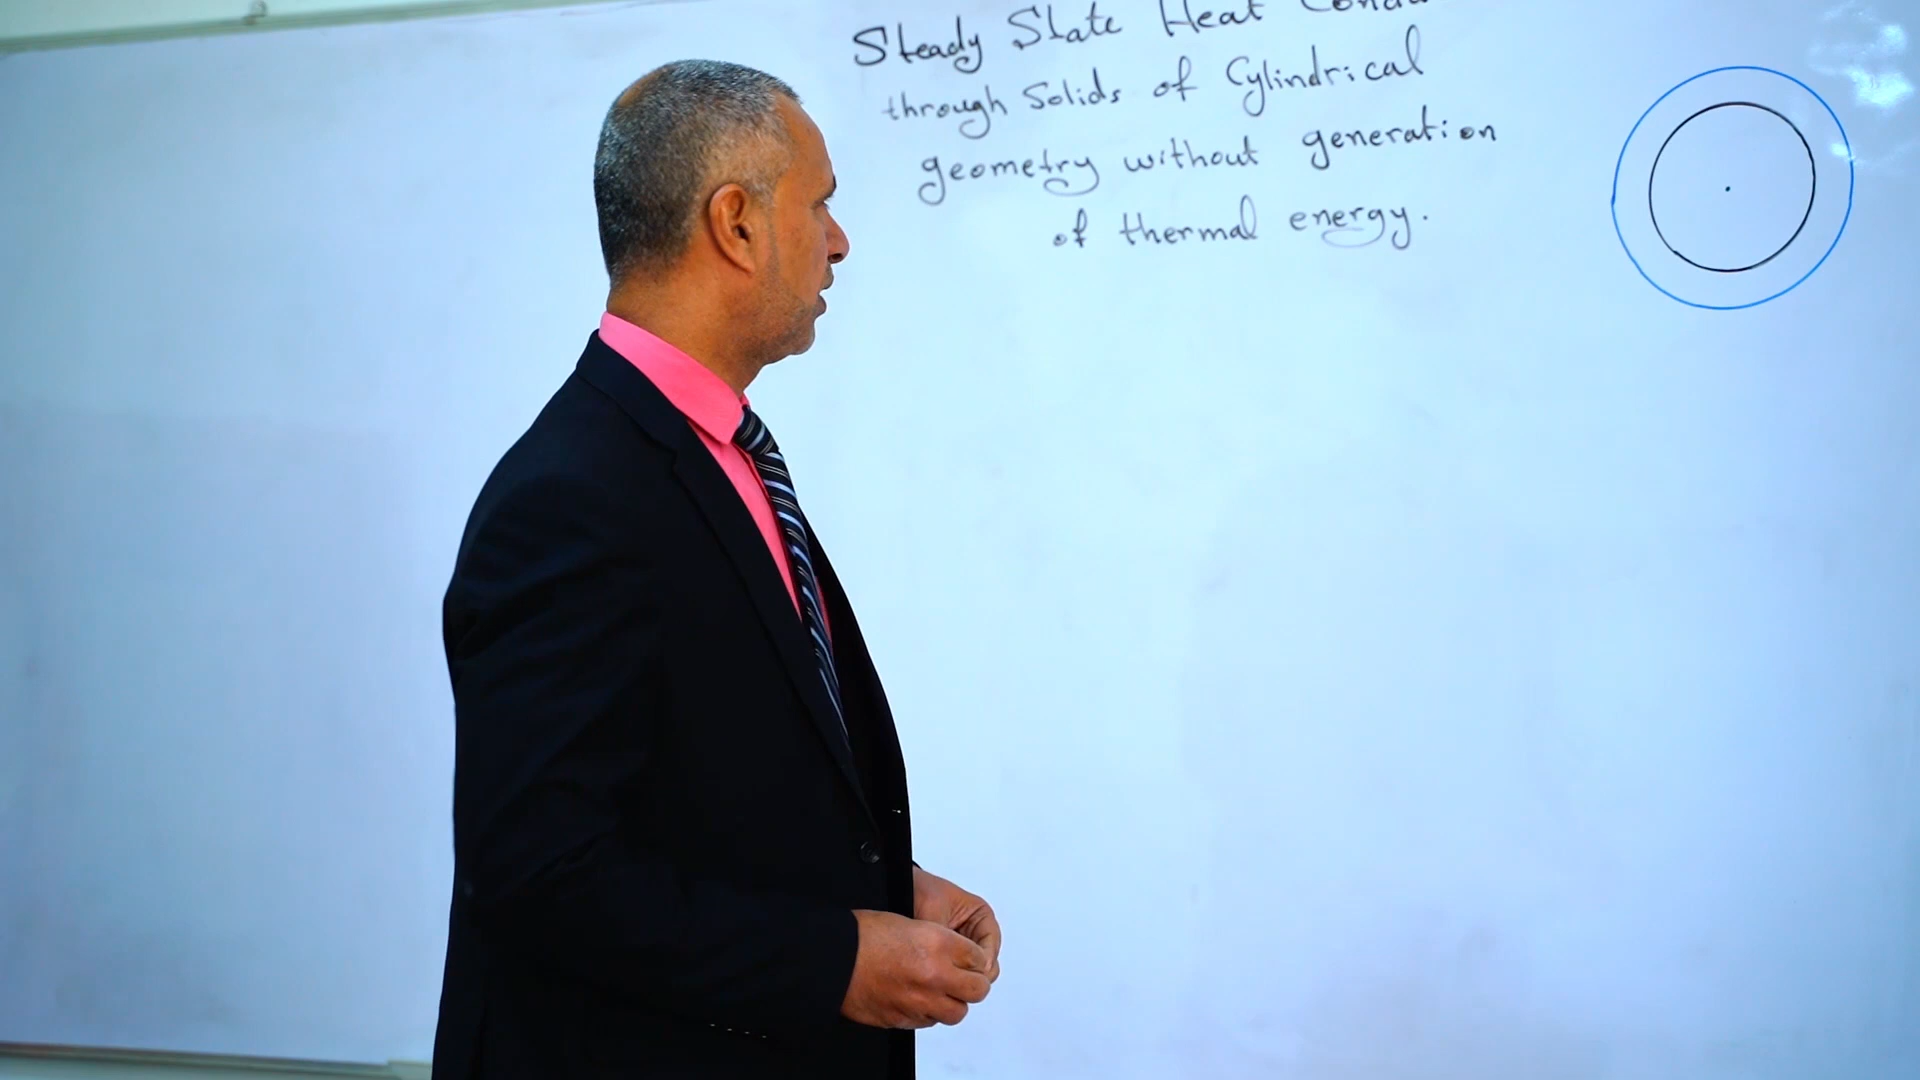 Steady State Heat
through Solids of Cylindrical
geometry without generation
of thermal energy.